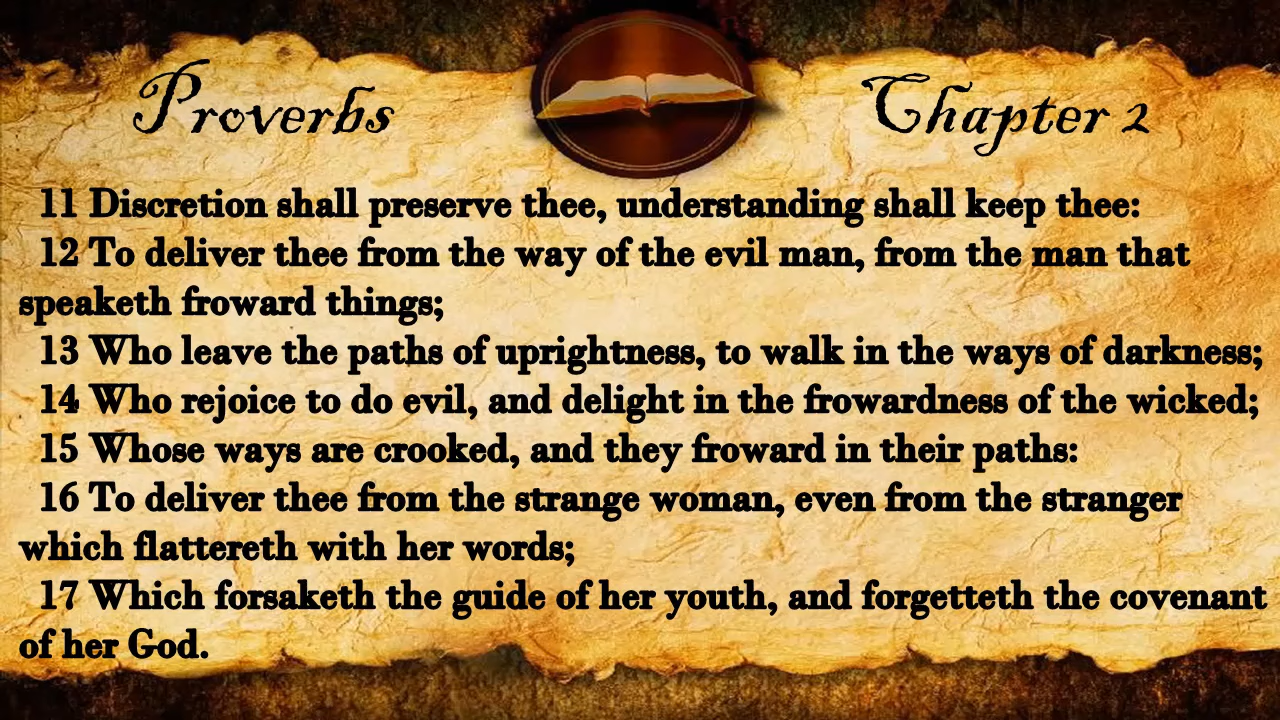 Proverbs Chapter 2
11 Discretion shall preserve thee, understanding shall keep thee:
12 To deliver thee from the way of the evil man, from the man that
speaketh froward things;
13 Who leave the paths of uprightness, to walk in the ways of darkness;
14 Who rejoice to do evil, and delight in the frowardness of the wicked;
15 Whose ways are crooked, and they froward in their paths:
16 To deliver thee from the strange woman, even from the stranger
which flattereth with her words;
17 Which forsaketh the guide of her youth, and forgetteth the covenant
of her God.